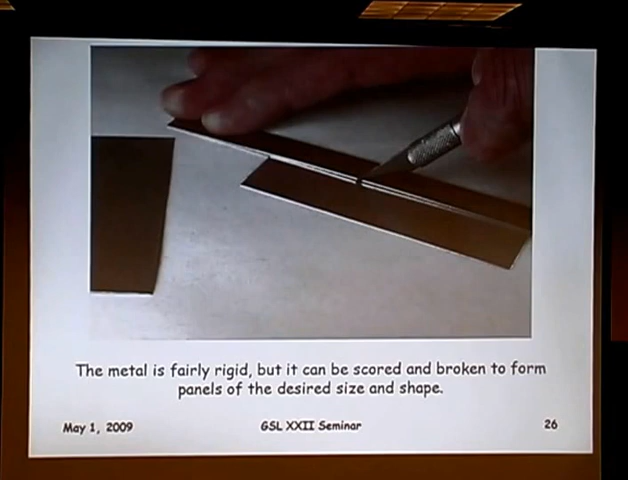 The metal is fairly rigid, but it can be scored and broken to form
panels of the desired size and shape.
May 1, 2009
GSL XXII Seminar
26